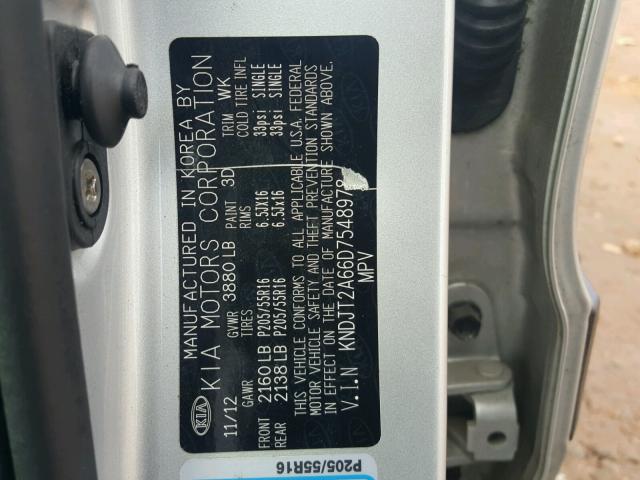 KIA
MANUFACTURED IN KOREA BY
KIA MOTORS CORPORATION
11/12 GVWR 3880 LB PAINT 3D TRIM WK
GAWR TIRES RIMS COLD TIRE INFL
FRONT 2160 LB P205/55R16 6.5JX16 33psi SINGLE
REAR 2138 LB P205/55R16 6.5JX16 33psi SINGLE
THIS VEHICLE CONFORMS TO ALL APPLICABLE U.S.A. FEDERAL
MOTOR VEHICLE SAFETY AND THEFT PREVENTION STANDARDS
IN EFFECT ON THE DATE OF MANUFACTURE SHOWN ABOVE.
V.I.N KNDJT2A66D7548978
MPV
P205/55R16